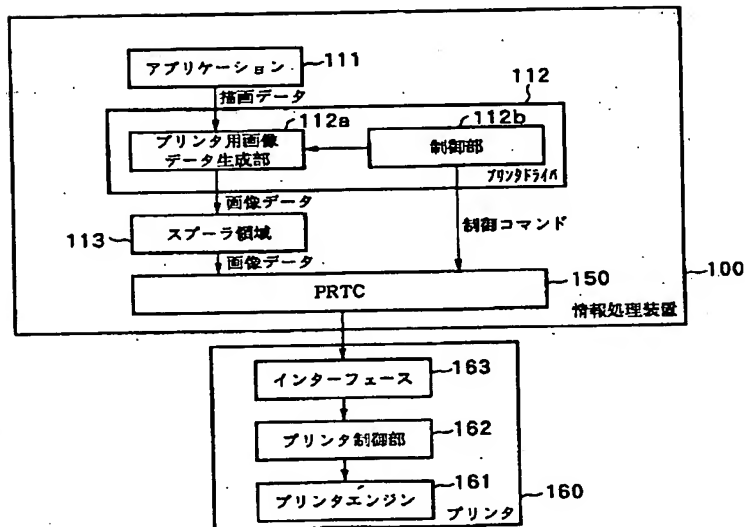 アプリケーション
111
描画データ
112
112a
112b
プリンタ用画像
データ生成部
制御部
プリンタドライバ
画像データ
制御コマンド
113
スプーラ領域
画像データ
100
PRTC
150
情報処理装置
インターフェース
163
プリンタ制御部
162
プリンタエンジン
161
160
プリンタ